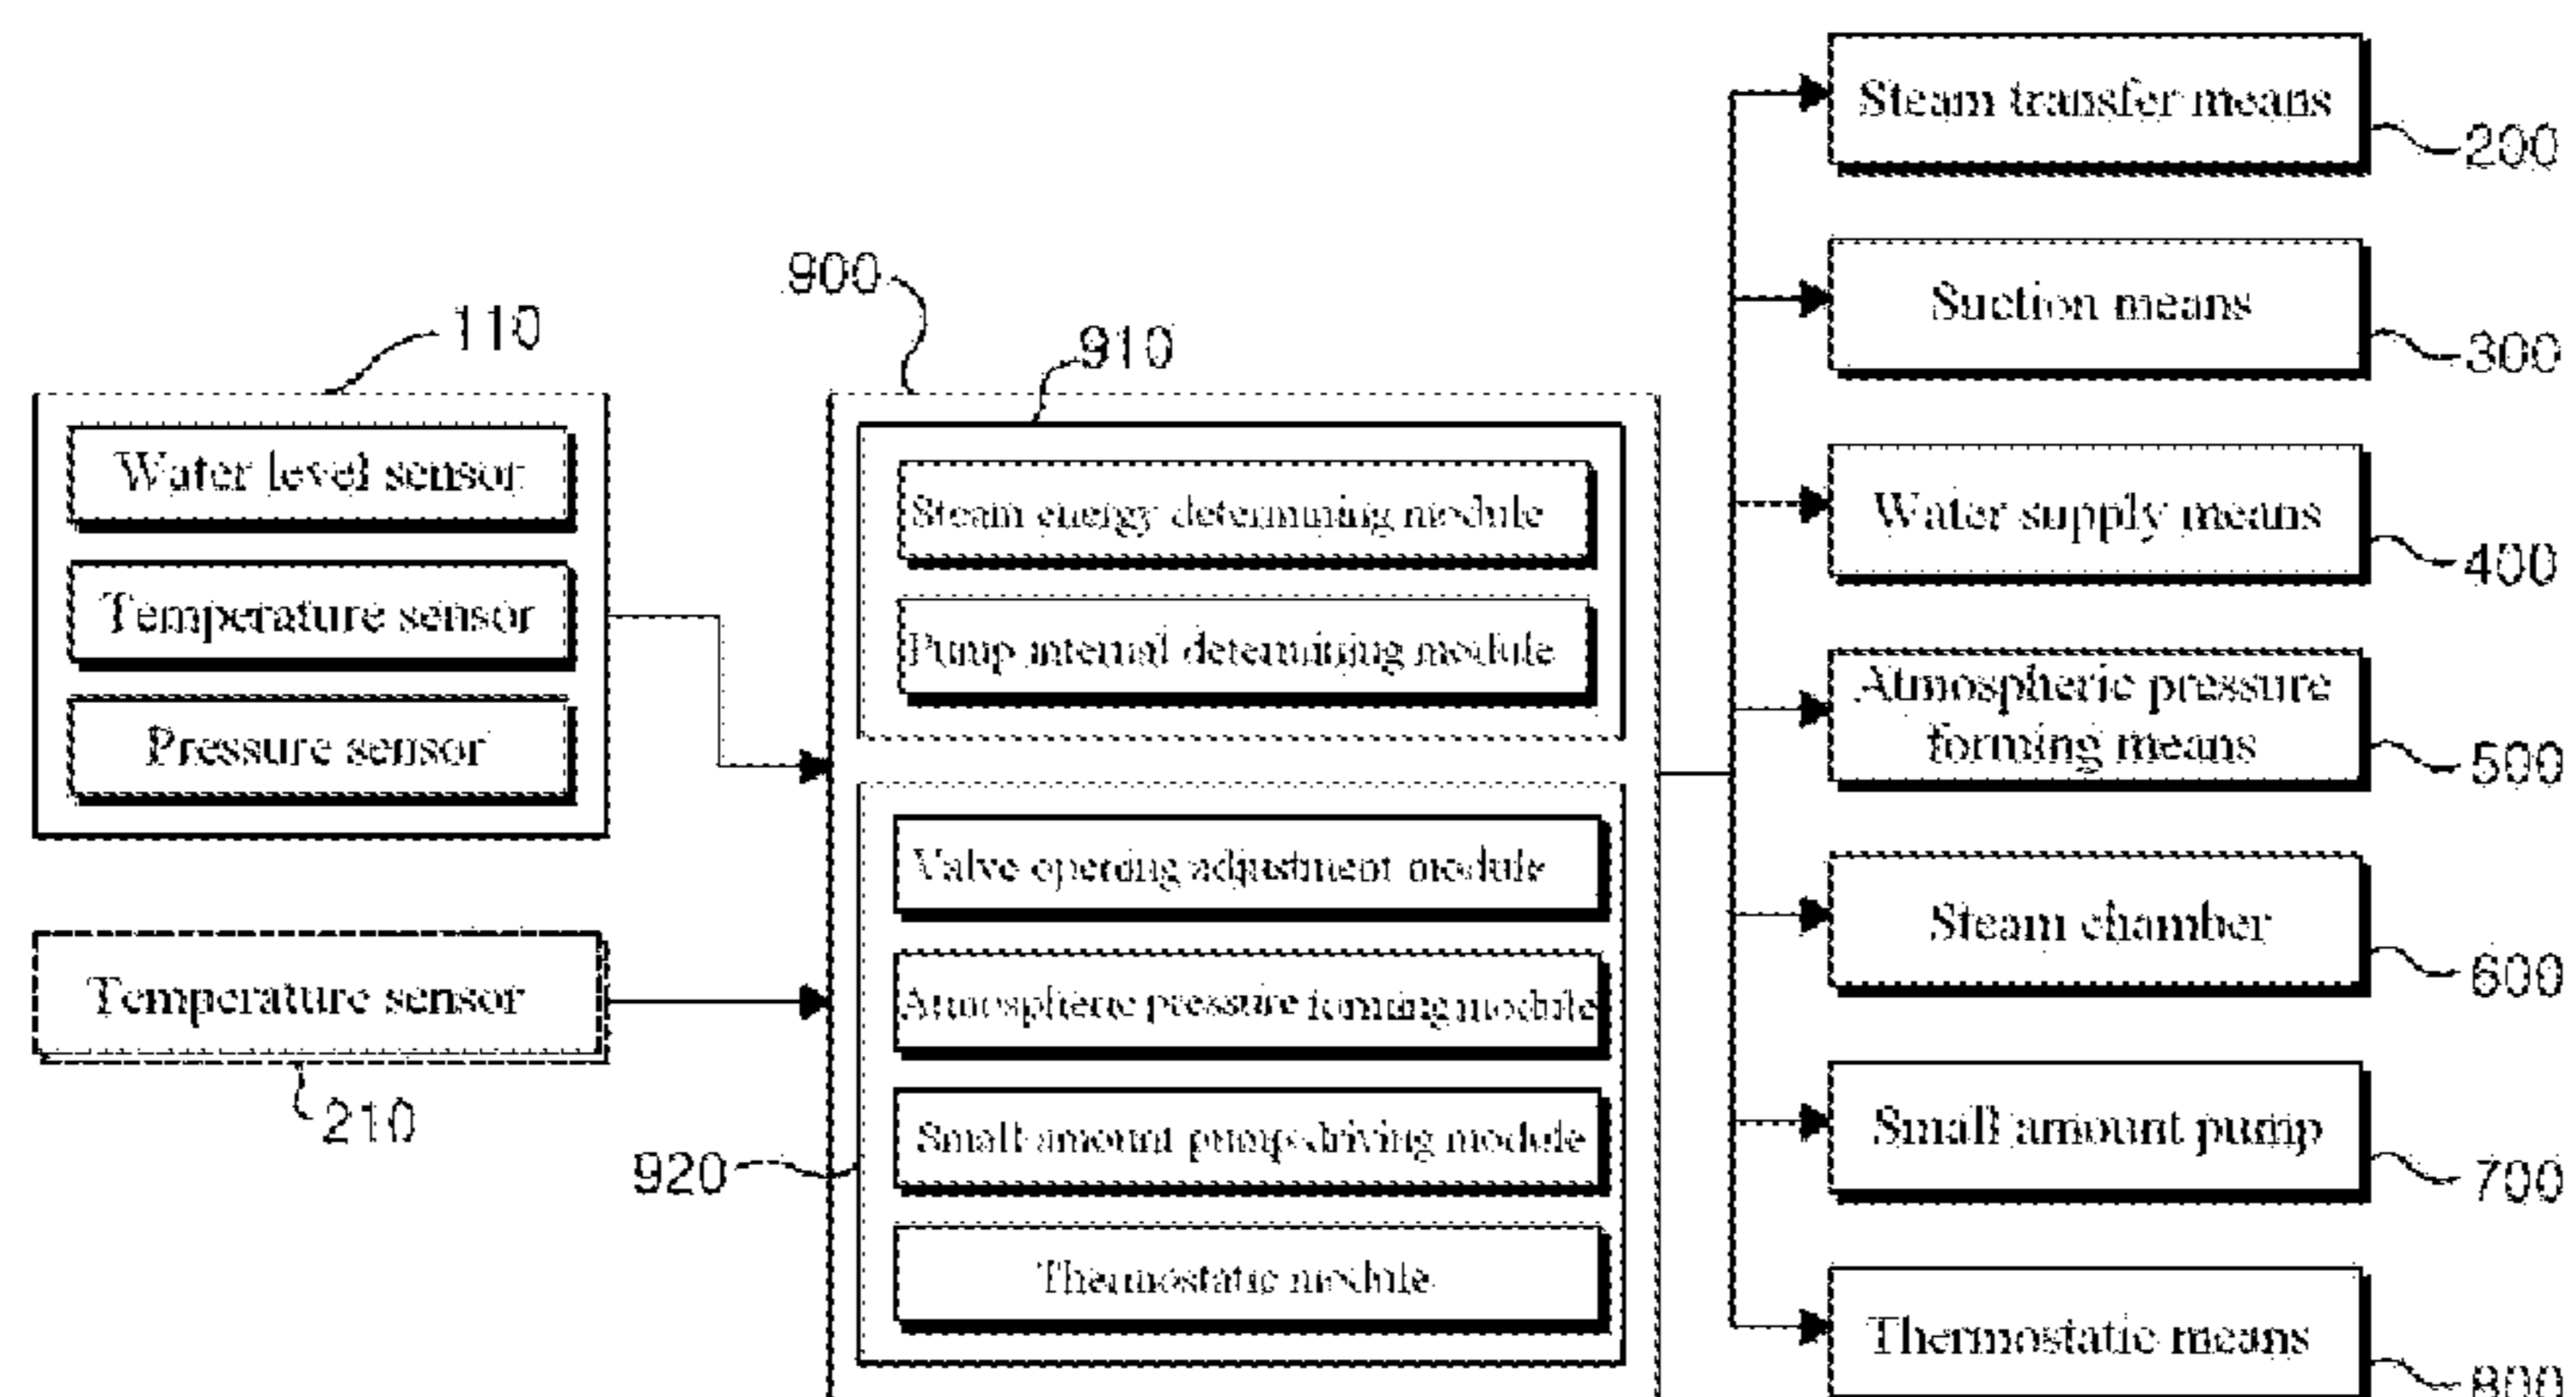 110
Water level sensor
Temperature sensor
Pressure sensor
Temperature sensor
210
900
910
Steam energy determining module
Pump internal determining module
Valve opening adjustment module
Atmospheric pressure forming module
Small amount pump driving module
920
Thermostatic module
Steam transfer means
200
Suction means
300
Water supply means
400
Atmospheric pressure
forming means
500
Steam chamber
600
Small amount pump
700
Thermostatic means
800